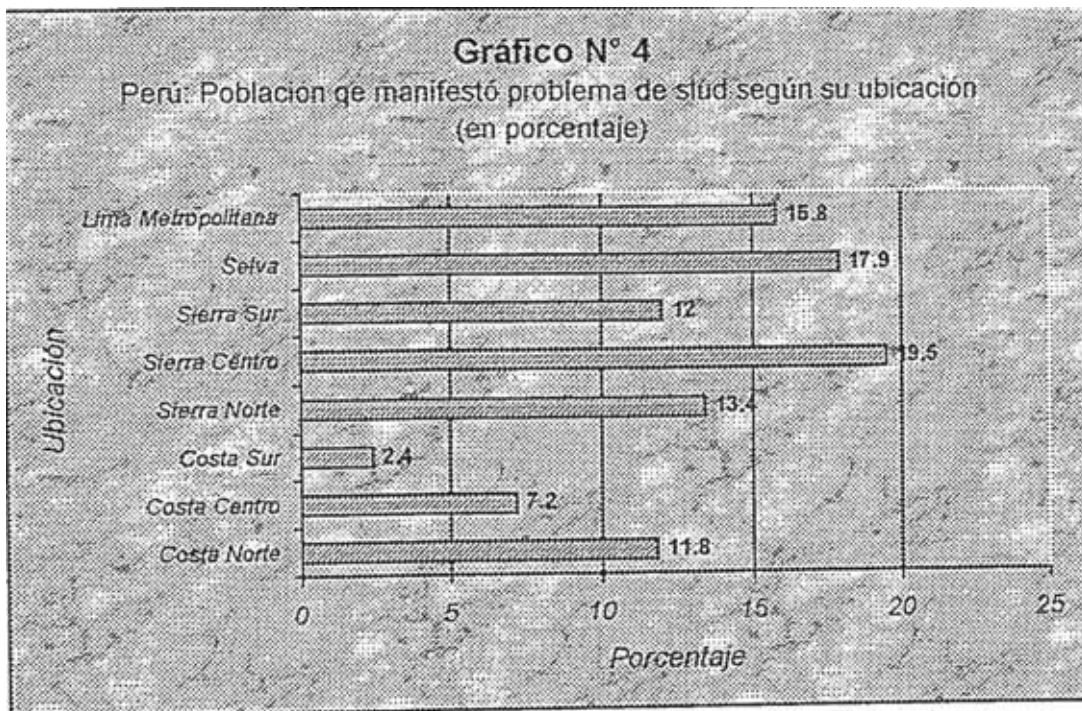 Gráfico N° 4
Perú: Poblacion qe manifestó problema de slud según su ubicación
(en porcentaje)
Ubicación
Lima Metropolitana 15.8
Selva 17.9
Sierra Sur 12
Sierra Centro 19.5
Sierra Norte 13.4
Costa Sur 2.4
Costa Centro 7.2
Costa Norte 11.8
0 5 10 15 20 25
Porcentaje